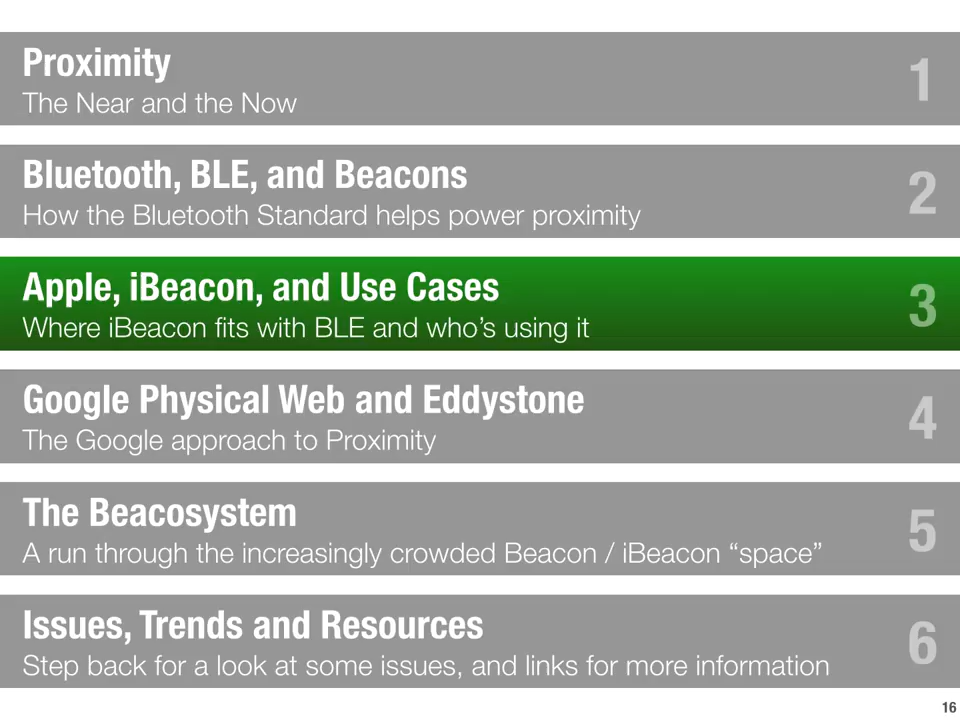 Proximity
The Near and the Now
1
Bluetooth, BLE, and Beacons
How the Bluetooth Standard helps power proximity
2
Apple, iBeacon, and Use Cases
Where iBeacon fits with BLE and who’s using it
3
Google Physical Web and Eddystone
The Google approach to Proximity
4
The Beacosystem
A run through the increasingly crowded Beacon / iBeacon “space”
5
Issues, Trends and Resources
Step back for a look at some issues, and links for more information
6
16